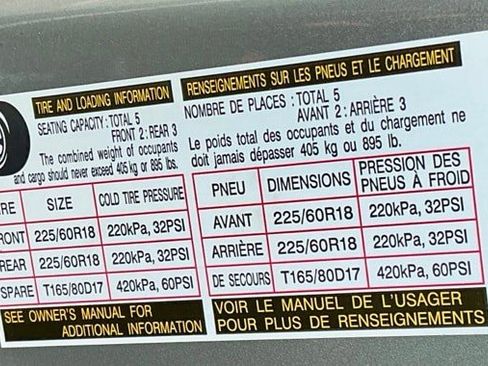 TIRE AND LOADING INFORMATION
SEATING CAPACITY : TOTAL 5
FRONT 2 : REAR 3
The combined weight of occupants
and cargo should never exceed 405 kg or 895 lbs.
RE SIZE COLD TIRE PRESSURE
RONT 225/60R18 220kPa, 32PSI
REAR 225/60R18 220kPa, 32PSI
SPARE T165/80D17 420kPa, 60PSI
SEE OWNER'S MANUAL FOR
ADDITIONAL INFORMATION
RENSEIGNEMENTS SUR LES PNEUS ET LE CHARGEMENT
NOMBRE DE PLACES : TOTAL 5
AVANT 2 : ARRIÈRE 3
Le poids total des occupants et du chargement ne
doit jamais dépasser 405 kg ou 895 lb.
PNEU DIMENSIONS PRESSION DES
PNEUS À FROID
AVANT 225/60R18 220kPa, 32PSI
ARRIÈRE 225/60R18 220kPa, 32PSI
DE SECOURS T165/80D17 420kPa, 60PSI
VOIR LE MANUEL DE L'USAGER
POUR PLUS DE RENSEIGNEMENTS